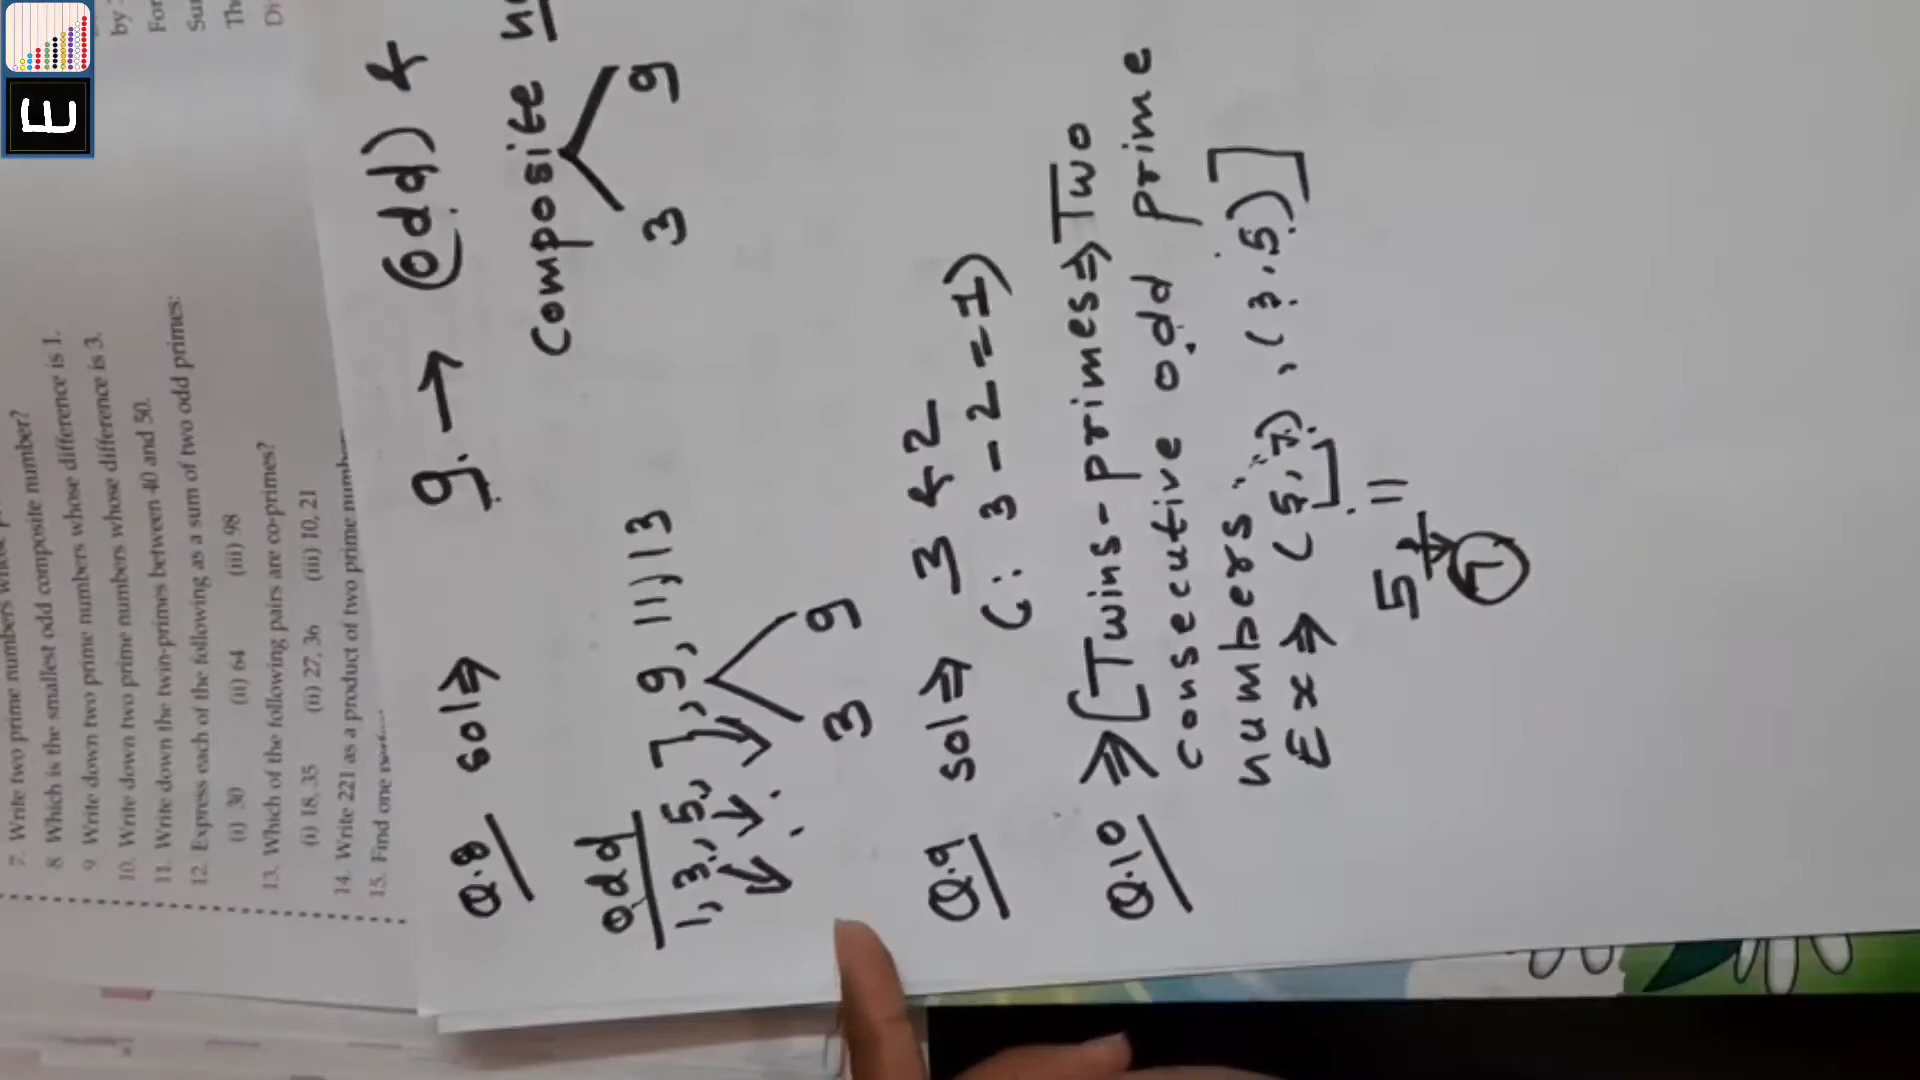 E
by
For
7. Write two prime numbers whose
8. Which is the smallest odd composite number?
9. Write down two prime numbers whose difference is 1.
10. Write down two prime numbers whose difference is 3.
11. Write down the twin-primes between 40 and 50.
12. Express each of the following as a sum of two odd primes:
(i) 30 (ii) 64 (iii) 98
13. Which of the following pairs are co-primes?
(i) 18, 35 (ii) 27, 36 (iii) 10, 21
14. Write 221 as a product of two prime
15. Find one
Q.8 sol⇒ 9 → (odd) &
composite
3 9
odd
1, 3, 5, 7, 9, 11, 13
3 9
Q.9 sol⇒ 3 & 2
(∵ 3 - 2 = 1)
Q.10 ⇒ [Twins-primes⇒ Two
consecutive odd prime
numbers"
Ex ⇒ (5,7), (3,5)]
5 11
7